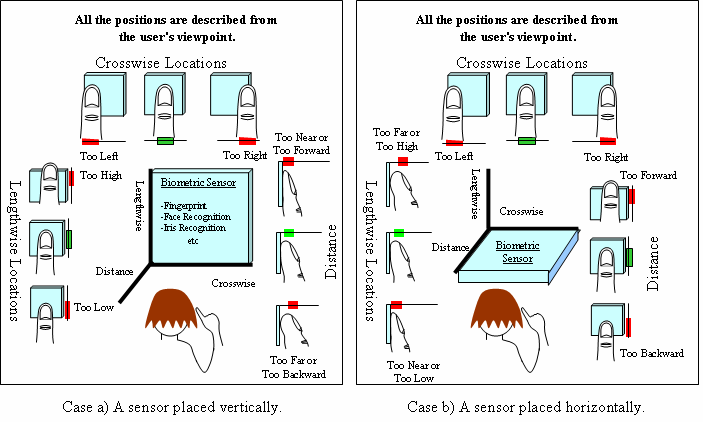 All the positions are described from
the user's viewpoint.
Crosswise Locations
Too Left
Too Right
Too High
Too Low
Lengthwise Locations
Too Near or
Too Forward
Distance
Too Far or
Too Backward
Lengthwise
Biometric Sensor
-Fingerprint
-Face Recognition
-Iris Recognition
etc
Distance
Crosswise
Case a) A sensor placed vertically.
All the positions are described from
the user's viewpoint.
Crosswise Locations
Too Left
Too Right
Too Far or
Too High
Lengthwise Locations
Too Near or
Too Low
Too Forward
Distance
Too Backward
Lengthwise
Crosswise
Distance
Biometric
Sensor
Case b) A sensor placed horizontally.